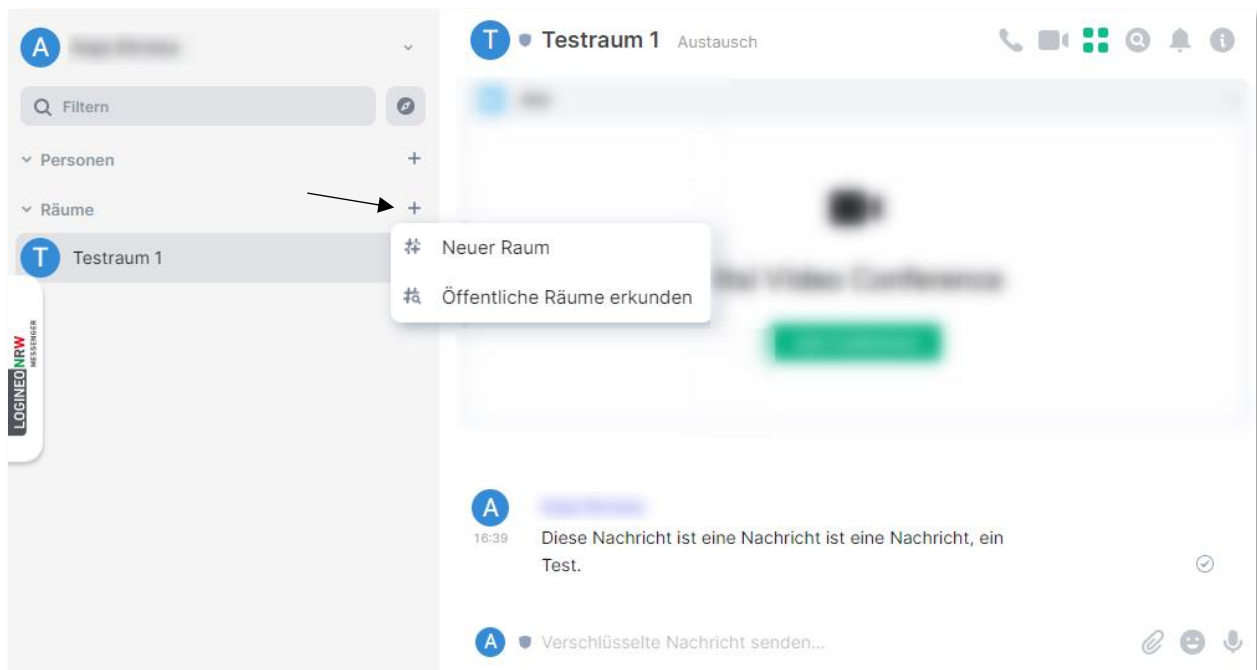 A
Filtern
Personen
Räume
T Testraum 1
Neuer Raum
Öffentliche Räume erkunden
LOGINEO NRW
MESSENGER
T Testraum 1 Austausch
Video Conference
A
16:39
Diese Nachricht ist eine Nachricht ist eine Nachricht, ein
Test.
A Verschlüsselte Nachricht senden...